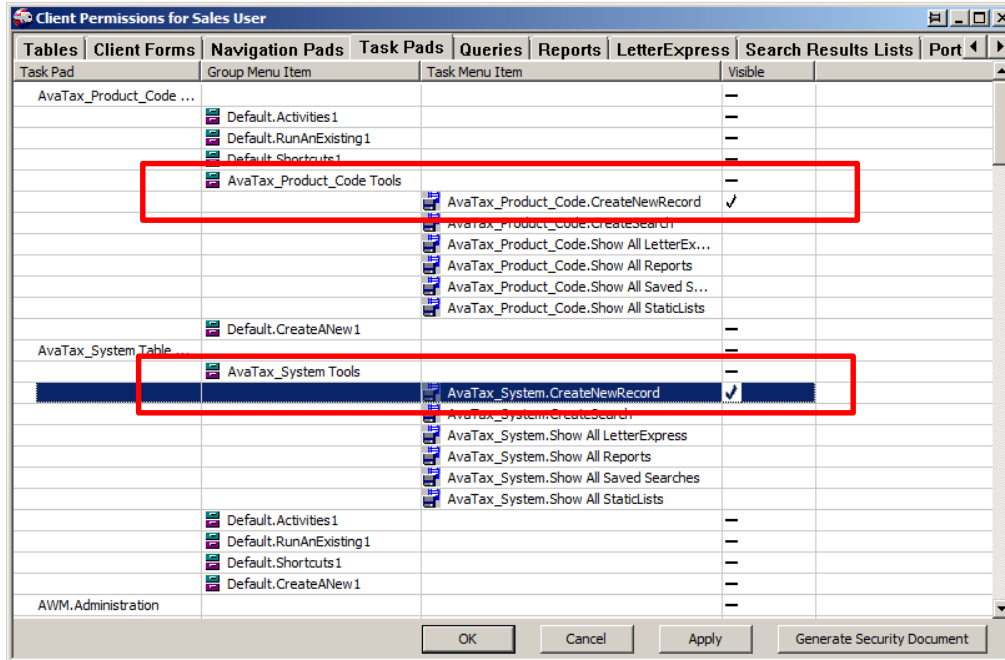 Client Permissions for Sales User
Tables Client Forms Navigation Pads Task Pads Queries Reports LetterExpress Search Results Lists Port
Task Pad Group Menu Item Task Menu Item Visible
AvaTax_Product_Code ...
Default.Activities1
Default.RunAnExisting1
Default.Shortcuts1
AvaTax_Product_Code Tools
AvaTax_Product_Code.CreateNewRecord
AvaTax_Product_Code.CreateSearch
AvaTax_Product_Code.Show All LetterEx...
AvaTax_Product_Code.Show All Reports
AvaTax_Product_Code.Show All Saved S...
AvaTax_Product_Code.Show All StaticLists
Default.CreateANew1
AvaTax_System Table ...
AvaTax_System Tools
AvaTax_System.CreateNewRecord
AvaTax_System.CreateSearch
AvaTax_System.Show All LetterExpress
AvaTax_System.Show All Reports
AvaTax_System.Show All Saved Searches
AvaTax_System.Show All StaticLists
Default.Activities1
Default.RunAnExisting1
Default.Shortcuts1
Default.CreateANew1
AWM.Administration
OK Cancel Apply Generate Security Document